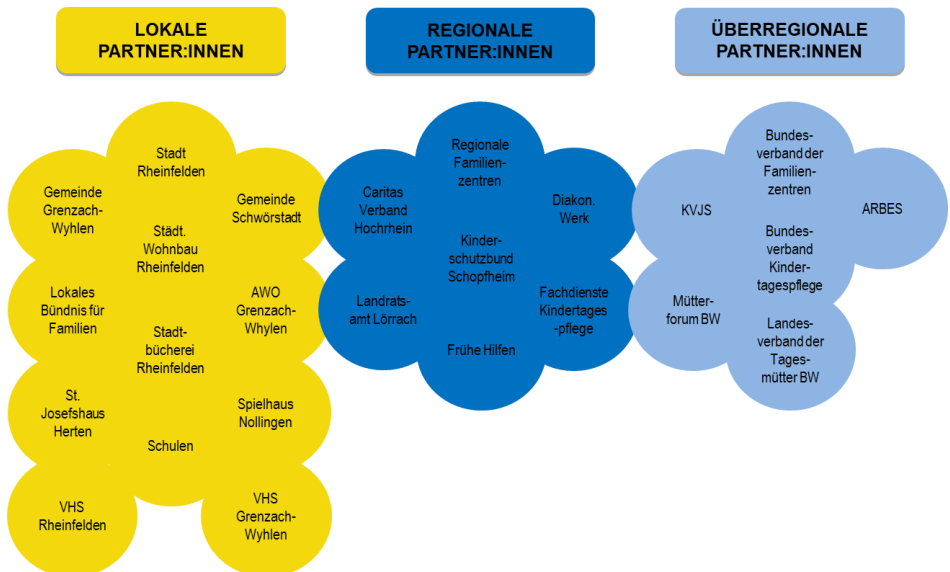 LOKALE
PARTNER:INNEN
REGIONALE
PARTNER:INNEN
ÜBERREGIONALE
PARTNER:INNEN
Stadt
Rheinfelden
Gemeinde
Grenzach-
Wyhlen
Gemeinde
Schwörstadt
Städt.
Wohnbau
Rheinfelden
Lokales
Bündnis für
Familien
AWO
Grenzach-
Whylen
Stadt-
bücherei
Rheinfelden
St.
Josefshaus
Herten
Spielhaus
Nollingen
Schulen
VHS
Rheinfelden
VHS
Grenzach-
Wyhlen
Regionale
Familien-
zentren
Caritas
Verband
Hochrhein
Diakon.
Werk
Kinder-
schutzbund
Schopfheim
Landrats-
amt Lörrach
Fachdienste
Kindertages
-pflege
Frühe Hilfen
Bundes-
verband der
Familien-
zentren
KVJS
ARBES
Bundes-
verband
Kinder-
tagespflege
Mütter-
forum BW
Landes-
verband der
Tages-
mütter BW